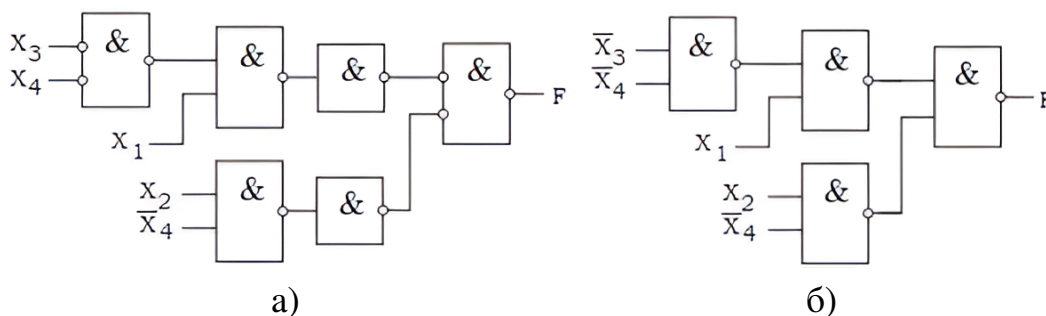 X3 & & & & X̅3 & & &
X4 X̅4
F F
X1 X1
X2 & & X2 &
X̅4 X̅4
а) б)